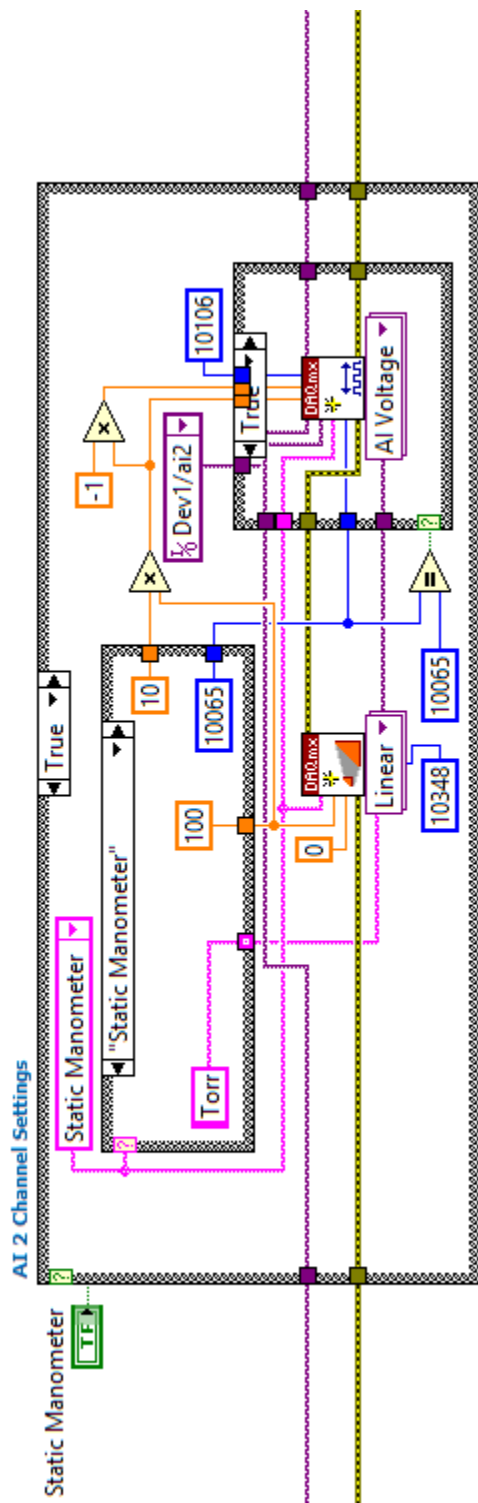 AI 2 Channel Settings
Static Manometer
TF
True
Static Manometer
"Static Manometer"
Torr
100
10
10065
-1
Dev1/ai2
10106
0
DAQmx
Linear
10348
10065
True
DAQmx
AI Voltage